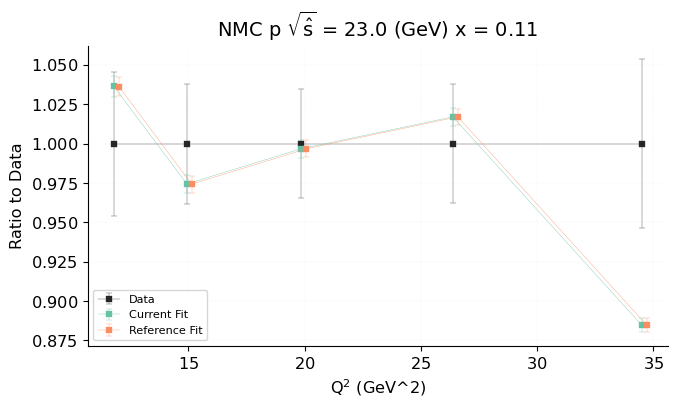 NMC p √ŝ = 23.0 (GeV) x = 0.11
Ratio to Data
1.050
1.025
1.000
0.975
0.950
0.925
0.900
0.875
Data
Current Fit
Reference Fit
15 20 25 30 35
Q² (GeV^2)